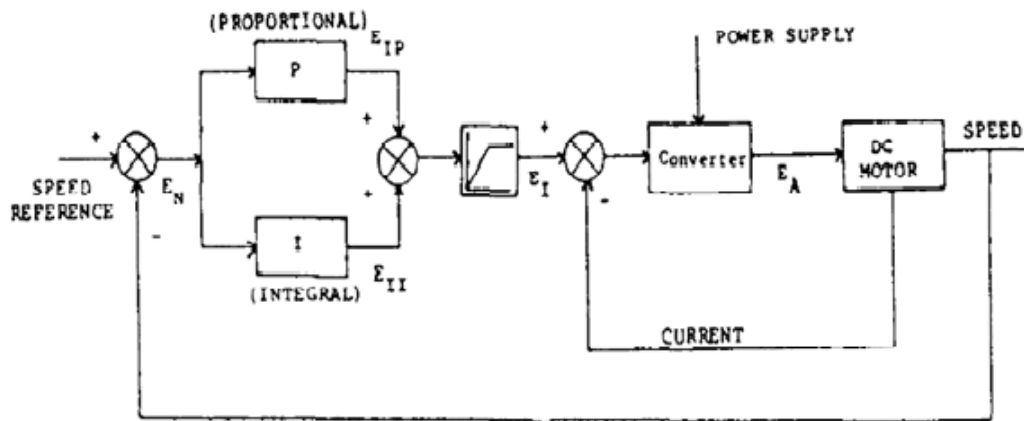 (PROPORTIONAL)
E_IP
P
POWER SUPPLY
+
+
+
SPEED
Converter
DC
MOTOR
SPEED
REFERENCE
E_N
+
E_I
E_A
-
-
I
E_II
(INTEGRAL)
CURRENT